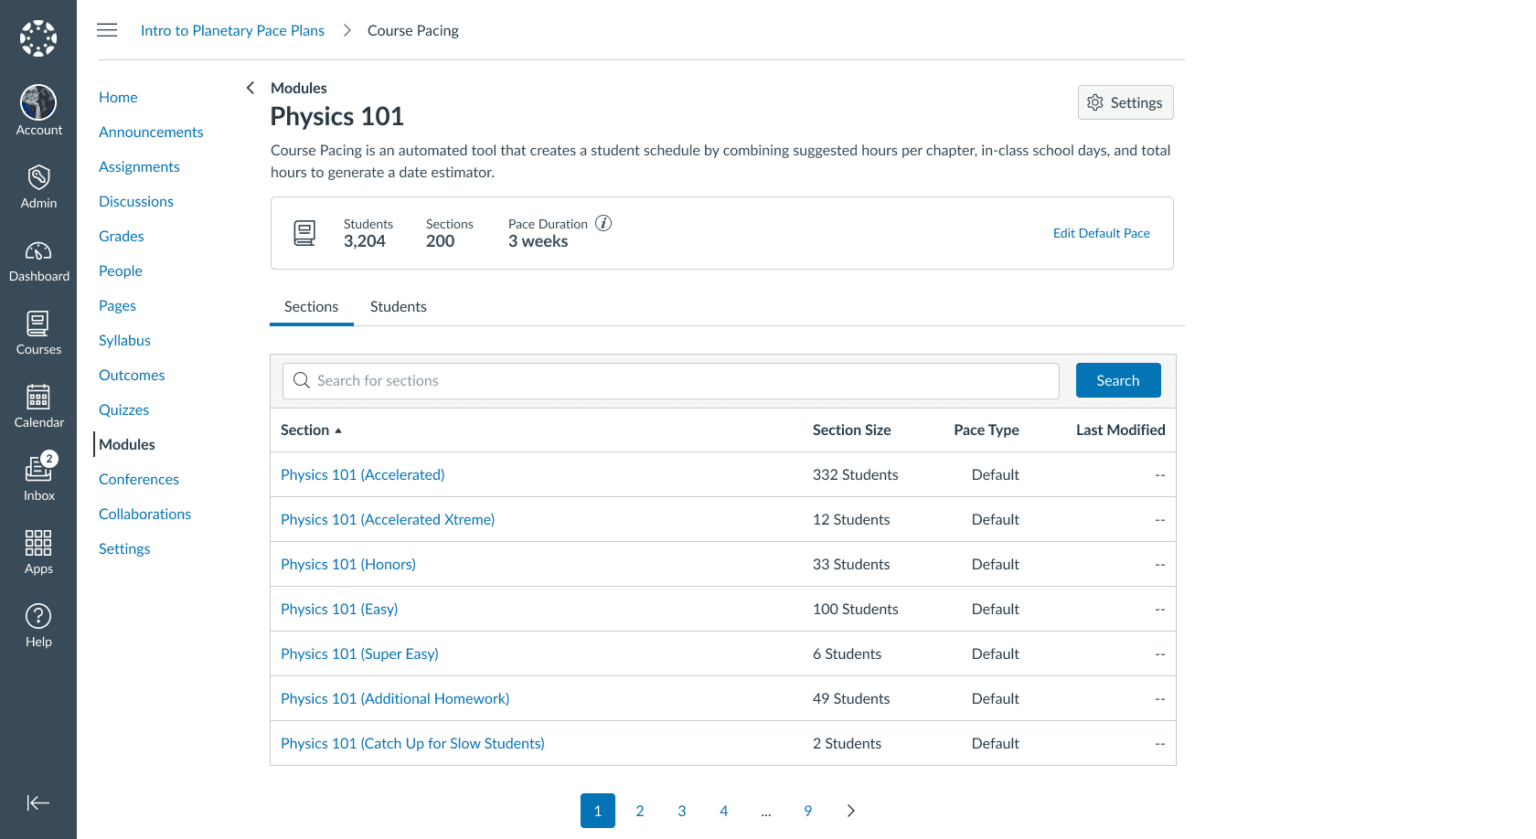 Intro to Planetary Pace Plans
Course Pacing
Account
Admin
Dashboard
Courses
Calendar
2
Inbox
Apps
Help
Home
Announcements
Assignments
Discussions
Grades
People
Pages
Syllabus
Outcomes
Quizzes
Modules
Conferences
Collaborations
Settings
Modules
Physics 101
Settings
Course Pacing is an automated tool that creates a student schedule by combining suggested hours per chapter, in-class school days, and total
hours to generate a date estimator.
Students
3,204
Sections
200
Pace Duration i
3 weeks
Edit Default Pace
Sections Students
Search for sections
Search
Section Section Size Pace Type Last Modified
Physics 101 (Accelerated) 332 Students Default --
Physics 101 (Accelerated Xtreme) 12 Students Default --
Physics 101 (Honors) 33 Students Default --
Physics 101 (Easy) 100 Students Default --
Physics 101 (Super Easy) 6 Students Default --
Physics 101 (Additional Homework) 49 Students Default --
Physics 101 (Catch Up for Slow Students) 2 Students Default --
1 2 3 4 ... 9